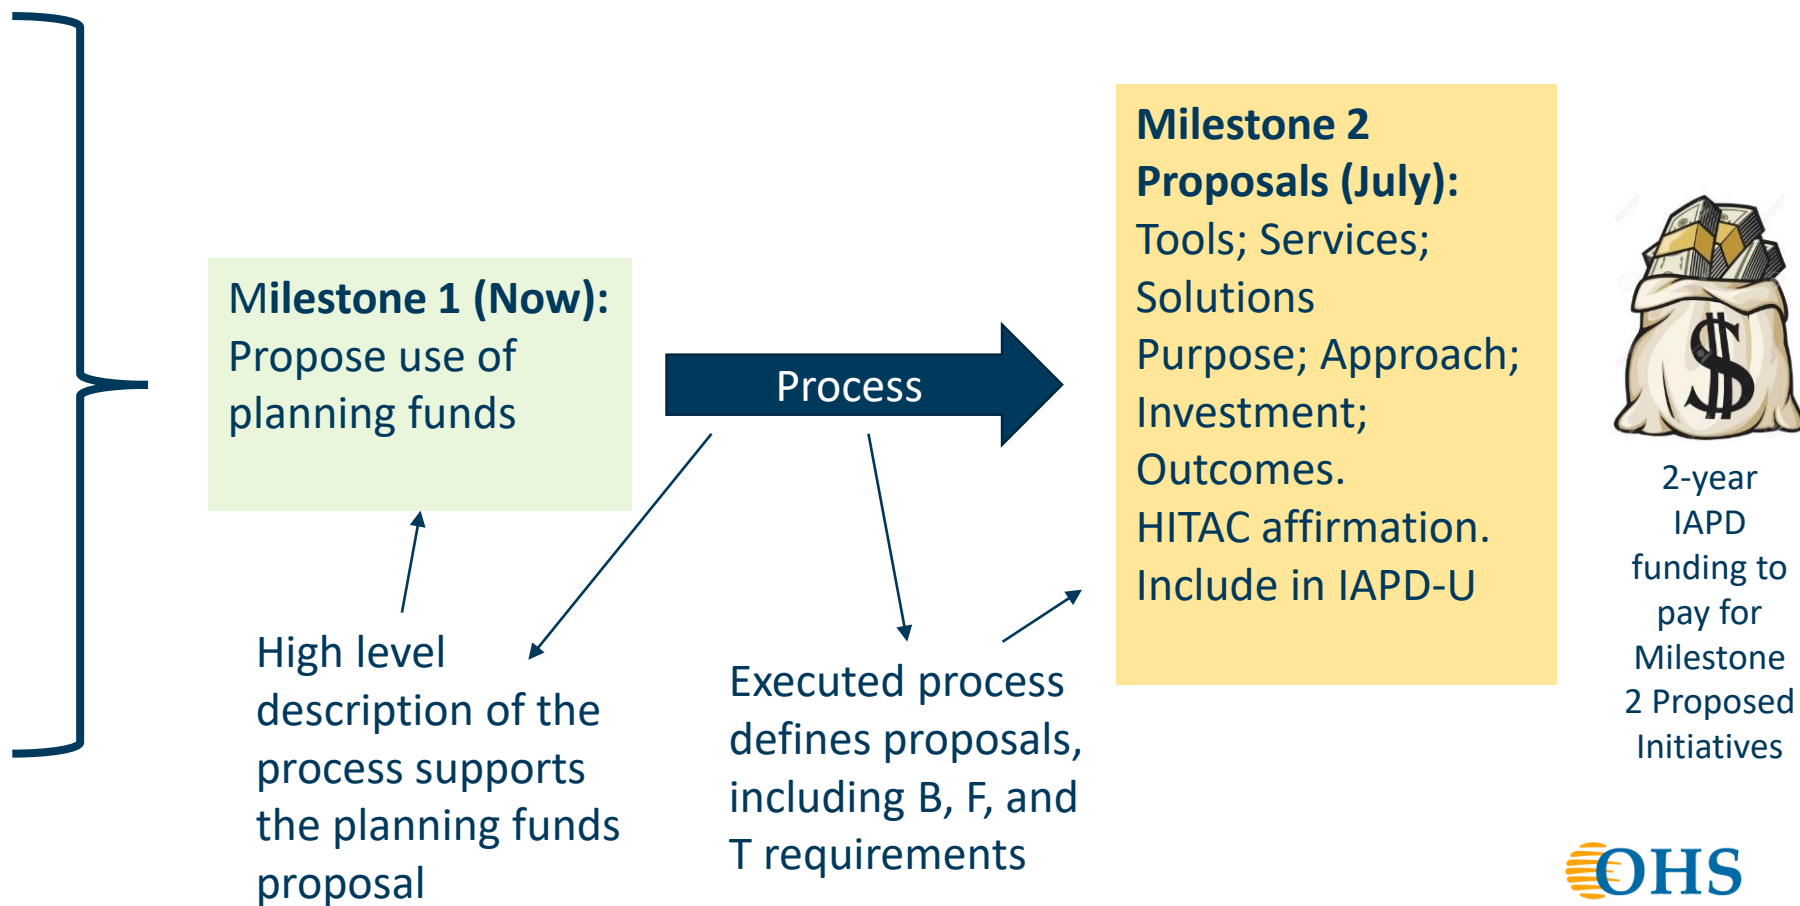 Milestone 1 (Now):
Propose use of
planning funds
Process
High level
description of the
process supports
the planning funds
proposal
Executed process
defines proposals,
including B, F, and
T requirements
Milestone 2
Proposals (July):
Tools; Services;
Solutions
Purpose; Approach;
Investment;
Outcomes.
HITAC affirmation.
Include in IAPD-U
$
2-year
IAPD
funding to
pay for
Milestone
2 Proposed
Initiatives
OHS